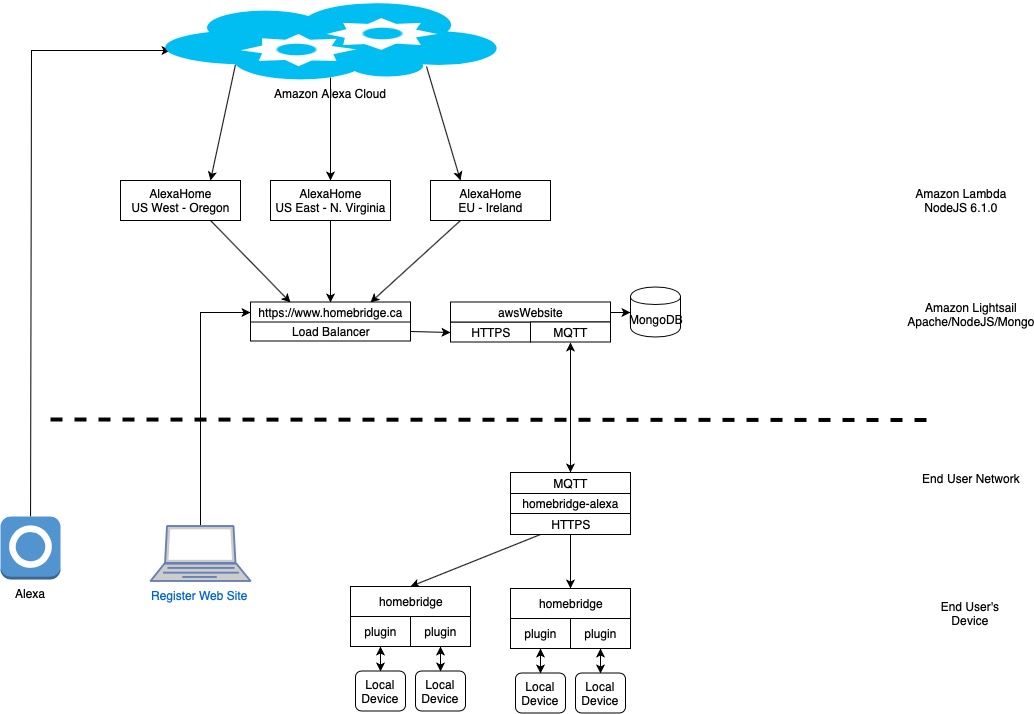 Amazon Alexa Cloud
AlexaHome
US West - Oregon
AlexaHome
US East - N. Virginia
AlexaHome
EU - Ireland
Amazon Lambda
NodeJS 6.1.0
https://www.homebridge.ca
Load Balancer
awsWebsite
HTTPS
MQTT
MongoDB
Amazon Lightsail
Apache/NodeJS/Mongo
End User Network
MQTT
homebridge-alexa
HTTPS
Alexa
Register Web Site
homebridge
plugin
plugin
homebridge
plugin
plugin
End User's
Device
Local
Device
Local
Device
Local
Device
Local
Device